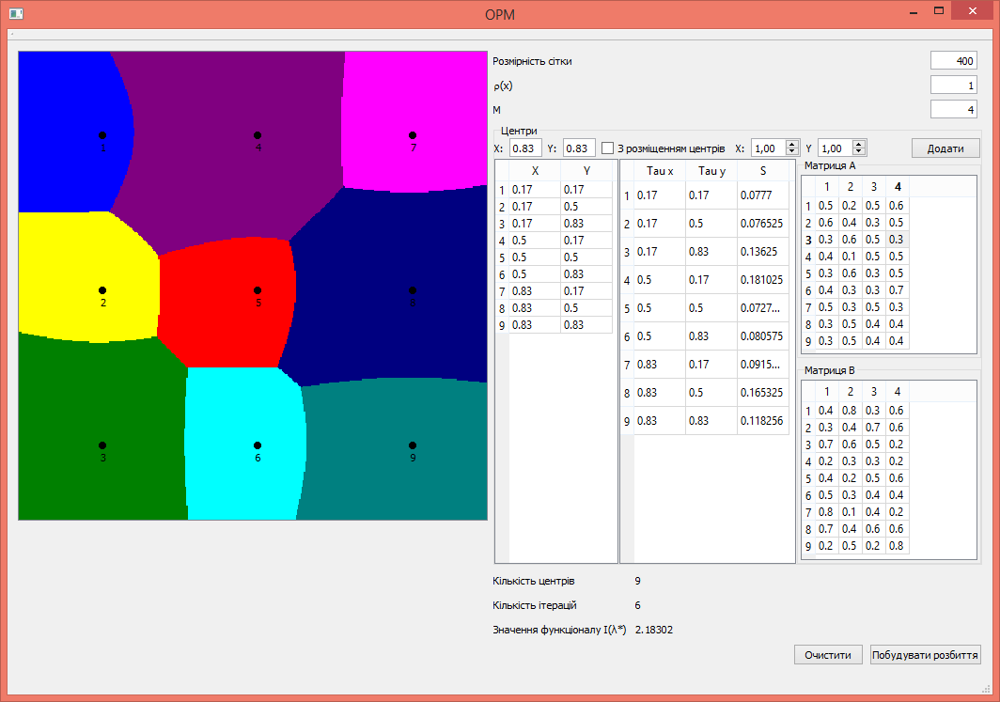 OPM
1
4
7
2
5
8
3
6
9
Розмірність сітки 400
ρ(x) 1
M 4
Центри
X: 0.83 Y: 0.83 З розміщенням центрів X: 1,00 Y 1,00 Додати
X Y
1 0.17 0.17
2 0.17 0.5
3 0.17 0.83
4 0.5 0.17
5 0.5 0.5
6 0.5 0.83
7 0.83 0.17
8 0.83 0.5
9 0.83 0.83
Tau x Tau y S
1 0.17 0.17 0.0777
2 0.17 0.5 0.076525
3 0.17 0.83 0.13625
4 0.5 0.17 0.181025
5 0.5 0.5 0.0727...
6 0.5 0.83 0.080575
7 0.83 0.17 0.0915...
8 0.83 0.5 0.165325
9 0.83 0.83 0.118256
Матриця A
1 2 3 4
1 0.5 0.2 0.5 0.6
2 0.6 0.4 0.3 0.5
3 0.3 0.6 0.5 0.3
4 0.4 0.1 0.5 0.5
5 0.3 0.6 0.3 0.5
6 0.4 0.3 0.3 0.7
7 0.5 0.3 0.5 0.3
8 0.3 0.5 0.4 0.4
9 0.3 0.5 0.4 0.4
Матриця B
1 2 3 4
1 0.4 0.8 0.3 0.6
2 0.3 0.4 0.7 0.6
3 0.7 0.6 0.5 0.2
4 0.2 0.3 0.3 0.2
5 0.4 0.2 0.5 0.6
6 0.5 0.3 0.4 0.4
7 0.8 0.1 0.4 0.2
8 0.7 0.4 0.6 0.6
9 0.2 0.5 0.2 0.8
Кількість центрів 9
Кількість ітерацій 6
Значення функціоналу I(λ*) 2.18302
Очистити Побудувати розбиття